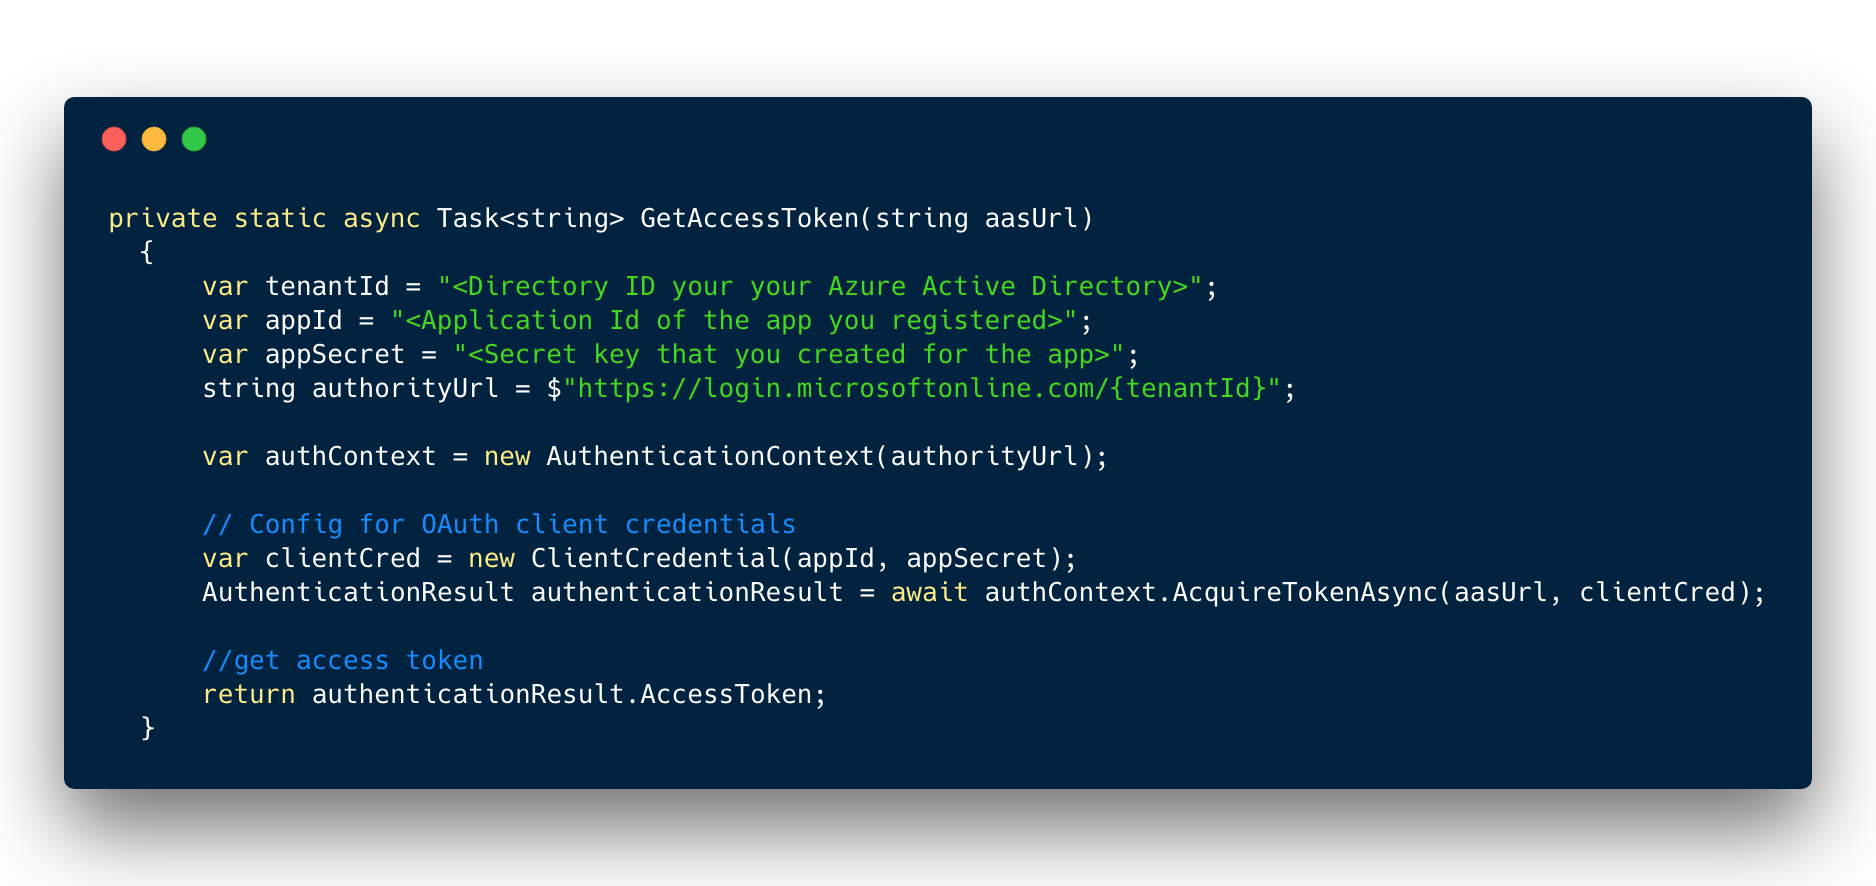 private static async Task<string> GetAccessToken(string aasUrl)
{
var tenantId = "<Directory ID your your Azure Active Directory>";
var appId = "<Application Id of the app you registered>";
var appSecret = "<Secret key that you created for the app>";
string authorityUrl = $"https://login.microsoftonline.com/{tenantId}";
var authContext = new AuthenticationContext(authorityUrl);
// Config for OAuth client credentials
var clientCred = new ClientCredential(appId, appSecret);
AuthenticationResult authenticationResult = await authContext.AcquireTokenAsync(aasUrl, clientCred);
//get access token
return authenticationResult.AccessToken;
}